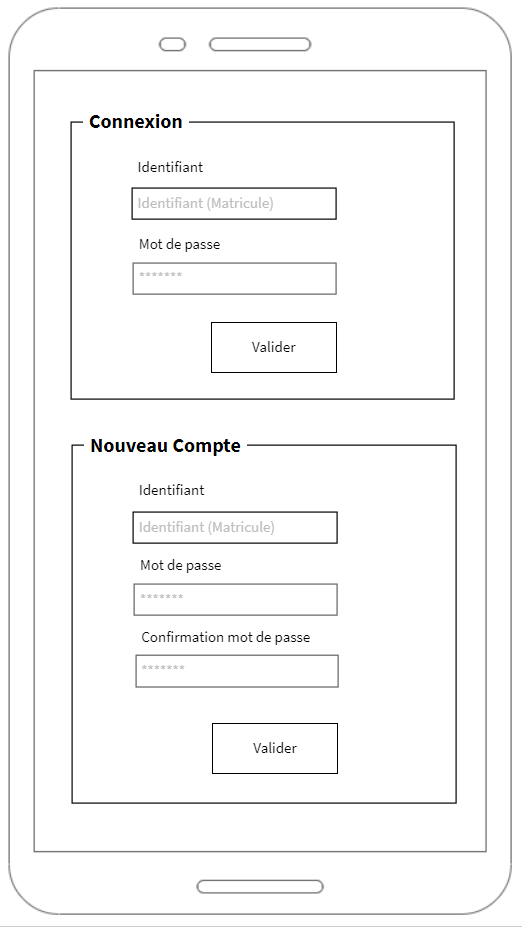 Connexion
Identifiant
Identifiant (Matricule)
Mot de passe
*******
Valider
Nouveau Compte
Identifiant
Identifiant (Matricule)
Mot de passe
*******
Confirmation mot de passe
*******
Valider